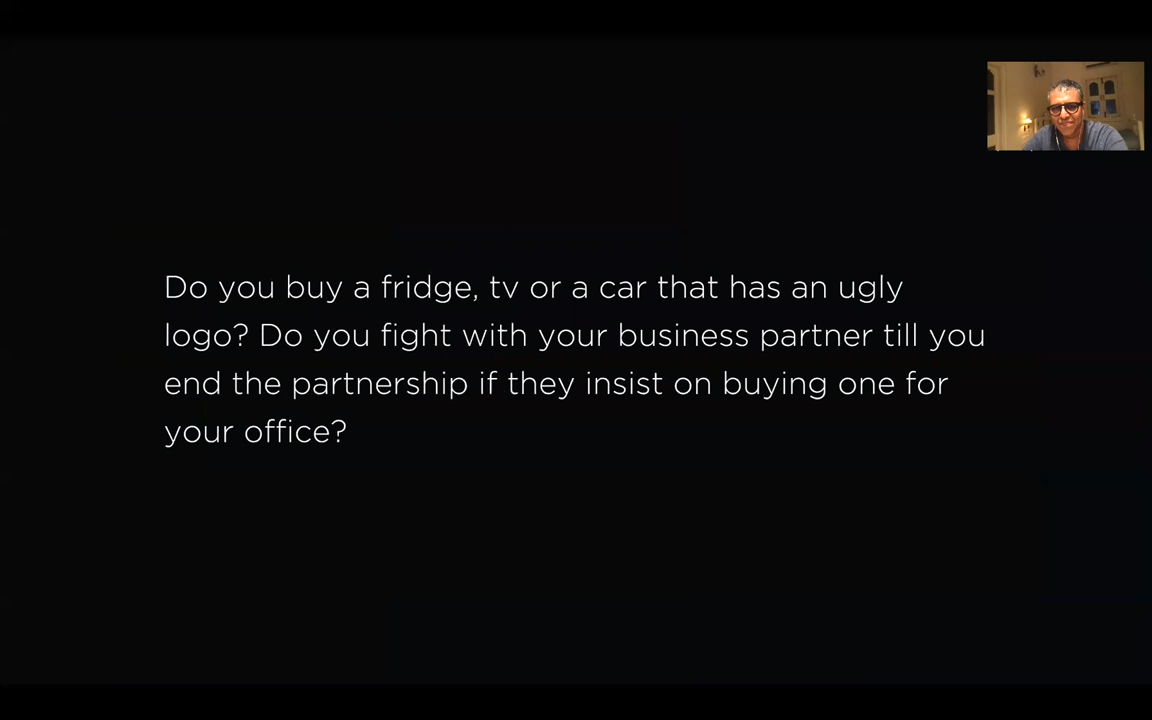 Do you buy a fridge, tv or a car that has an ugly
logo? Do you fight with your business partner till you
end the partnership if they insist on buying one for
your office?